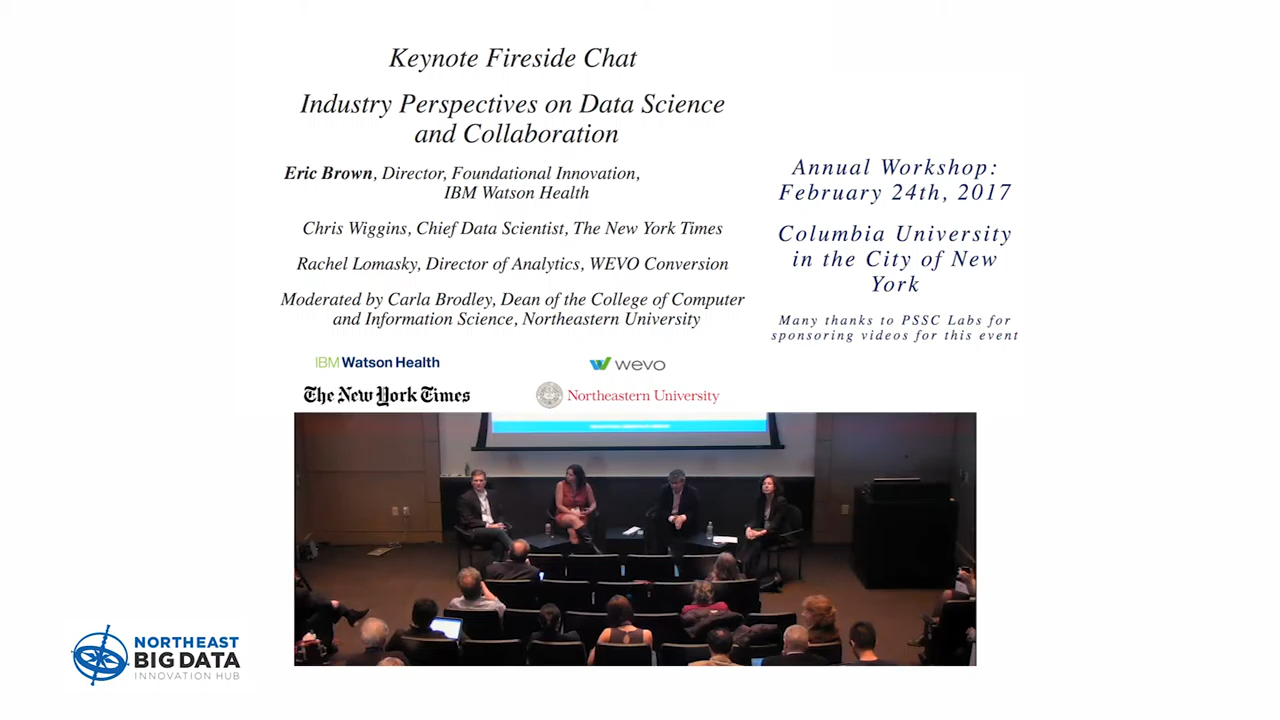 Keynote Fireside Chat
Industry Perspectives on Data Science
and Collaboration
Eric Brown, Director, Foundational Innovation,
IBM Watson Health
Chris Wiggins, Chief Data Scientist, The New York Times
Rachel Lomasky, Director of Analytics, WEVO Conversion
Moderated by Carla Brodley, Dean of the College of Computer
and Information Science, Northeastern University
IBM Watson Health
wevo
The New York Times
Northeastern University
Annual Workshop:
February 24th, 2017
Columbia University
in the City of New
York
Many thanks to PSSC Labs for
sponsoring videos for this event
NORTHEAST
BIG DATA
INNOVATION HUB